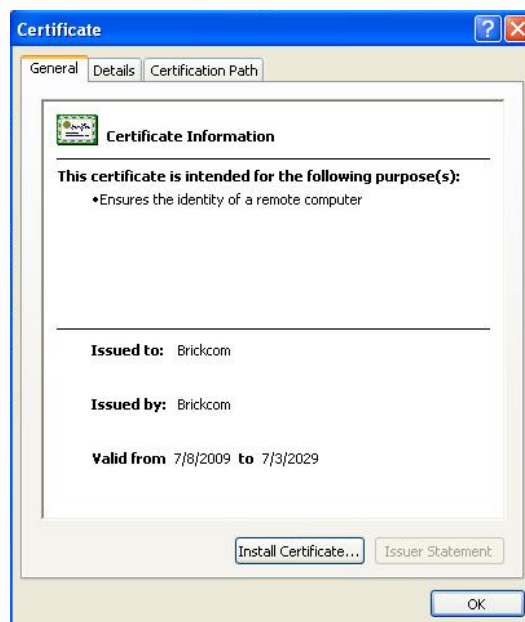 Certificate
General Details Certification Path
Certificate Information
This certificate is intended for the following purpose(s):
•Ensures the identity of a remote computer
Issued to: Brickcom
Issued by: Brickcom
Valid from 7/8/2009 to 7/3/2029
Install Certificate... Issuer Statement
OK